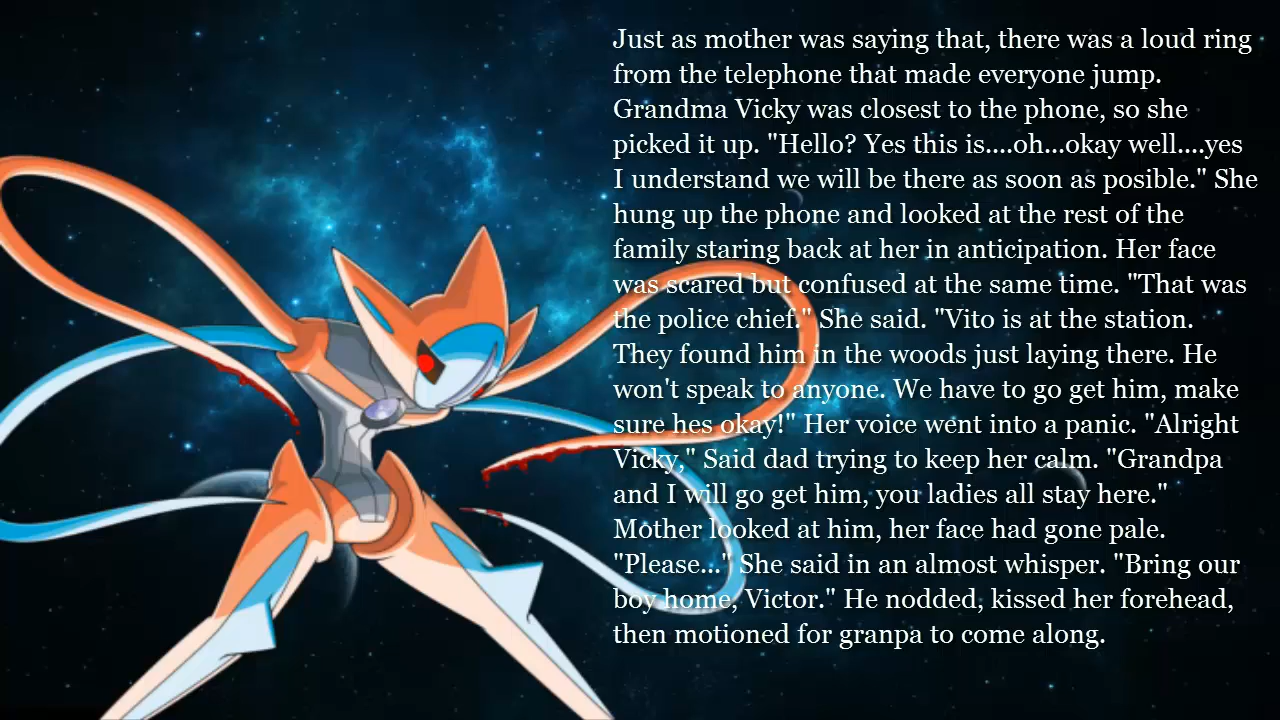 Just as mother was saying that, there was a loud ring
from the telephone that made everyone jump.
Grandma Vicky was closest to the phone, so she
picked it up. "Hello? Yes this is....oh...okay well....yes
I understand we will be there as soon as posible." She
hung up the phone and looked at the rest of the
family staring back at her in anticipation. Her face
was scared but confused at the same time. "That was
the police chief." She said. "Vito is at the station.
They found him in the woods just laying there. He
won't speak to anyone. We have to go get him, make
sure hes okay!" Her voice went into a panic. "Alright
Vicky," Said dad trying to keep her calm. "Grandpa
and I will go get him, you ladies all stay here."
Mother looked at him, her face had gone pale.
"Please..." She said in an almost whisper. "Bring our
boy home, Victor." He nodded, kissed her forehead,
then motioned for granpa to come along.